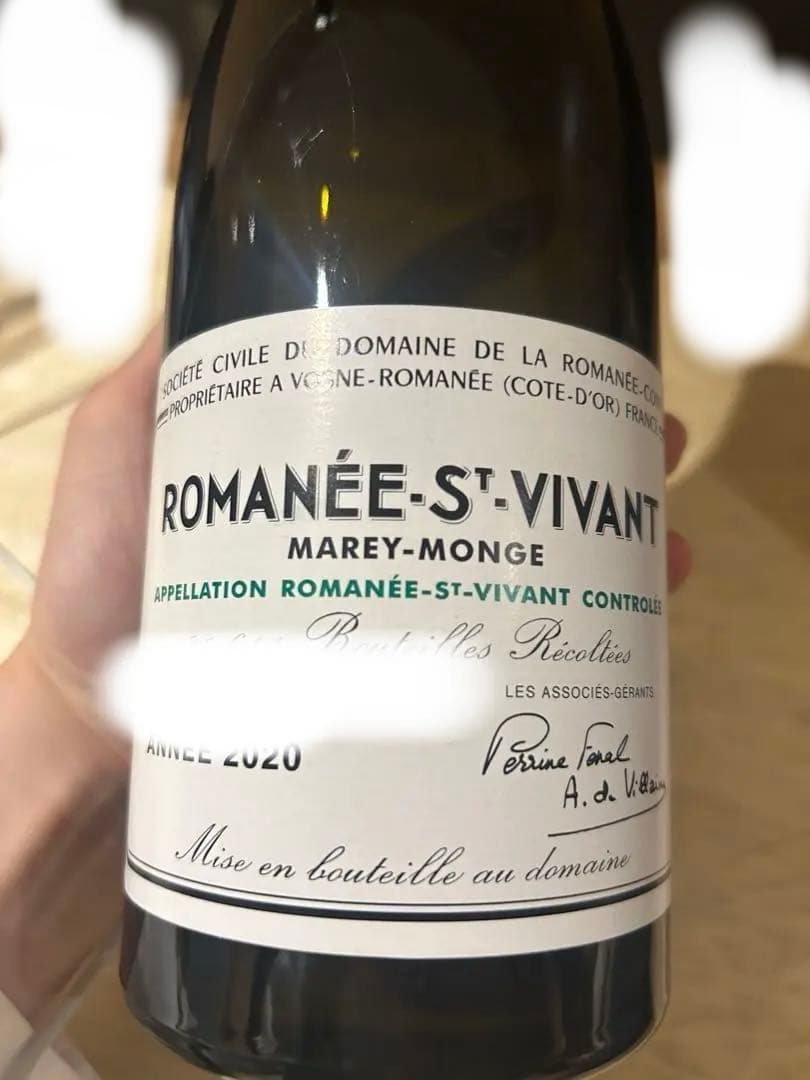 SOCIÉTÉ CIVILE DU DOMAINE DE LA ROMANÉE-CO
PROPRIÉTAIRE A VOSNE-ROMANÉE (COTE-D'OR) FRANCE
ROMANÉE-Sᵀ-VIVANT
MAREY-MONGE
APPELLATION ROMANÉE-Sᵀ-VIVANT CONTROLÉE
Bouteilles Récoltées
LES ASSOCIÉS-GÉRANTS
ANNÉE 2020
Perrine Fenal
A. de Villaine
Mise en bouteille au domaine